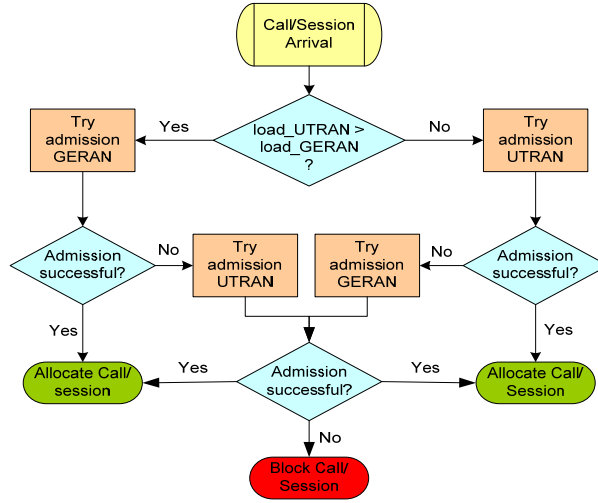 Call/Session
Arrival
load_UTRAN >
load_GERAN
?
Yes
No
Try
admission
GERAN
Try
admission
UTRAN
Admission
successful?
No
Try
admission
UTRAN
Try
admission
GERAN
No
Admission
successful?
Yes
Yes
Allocate Call/
session
Yes
Admission
successful?
Yes
Allocate Call/
Session
No
Block Call/
Session